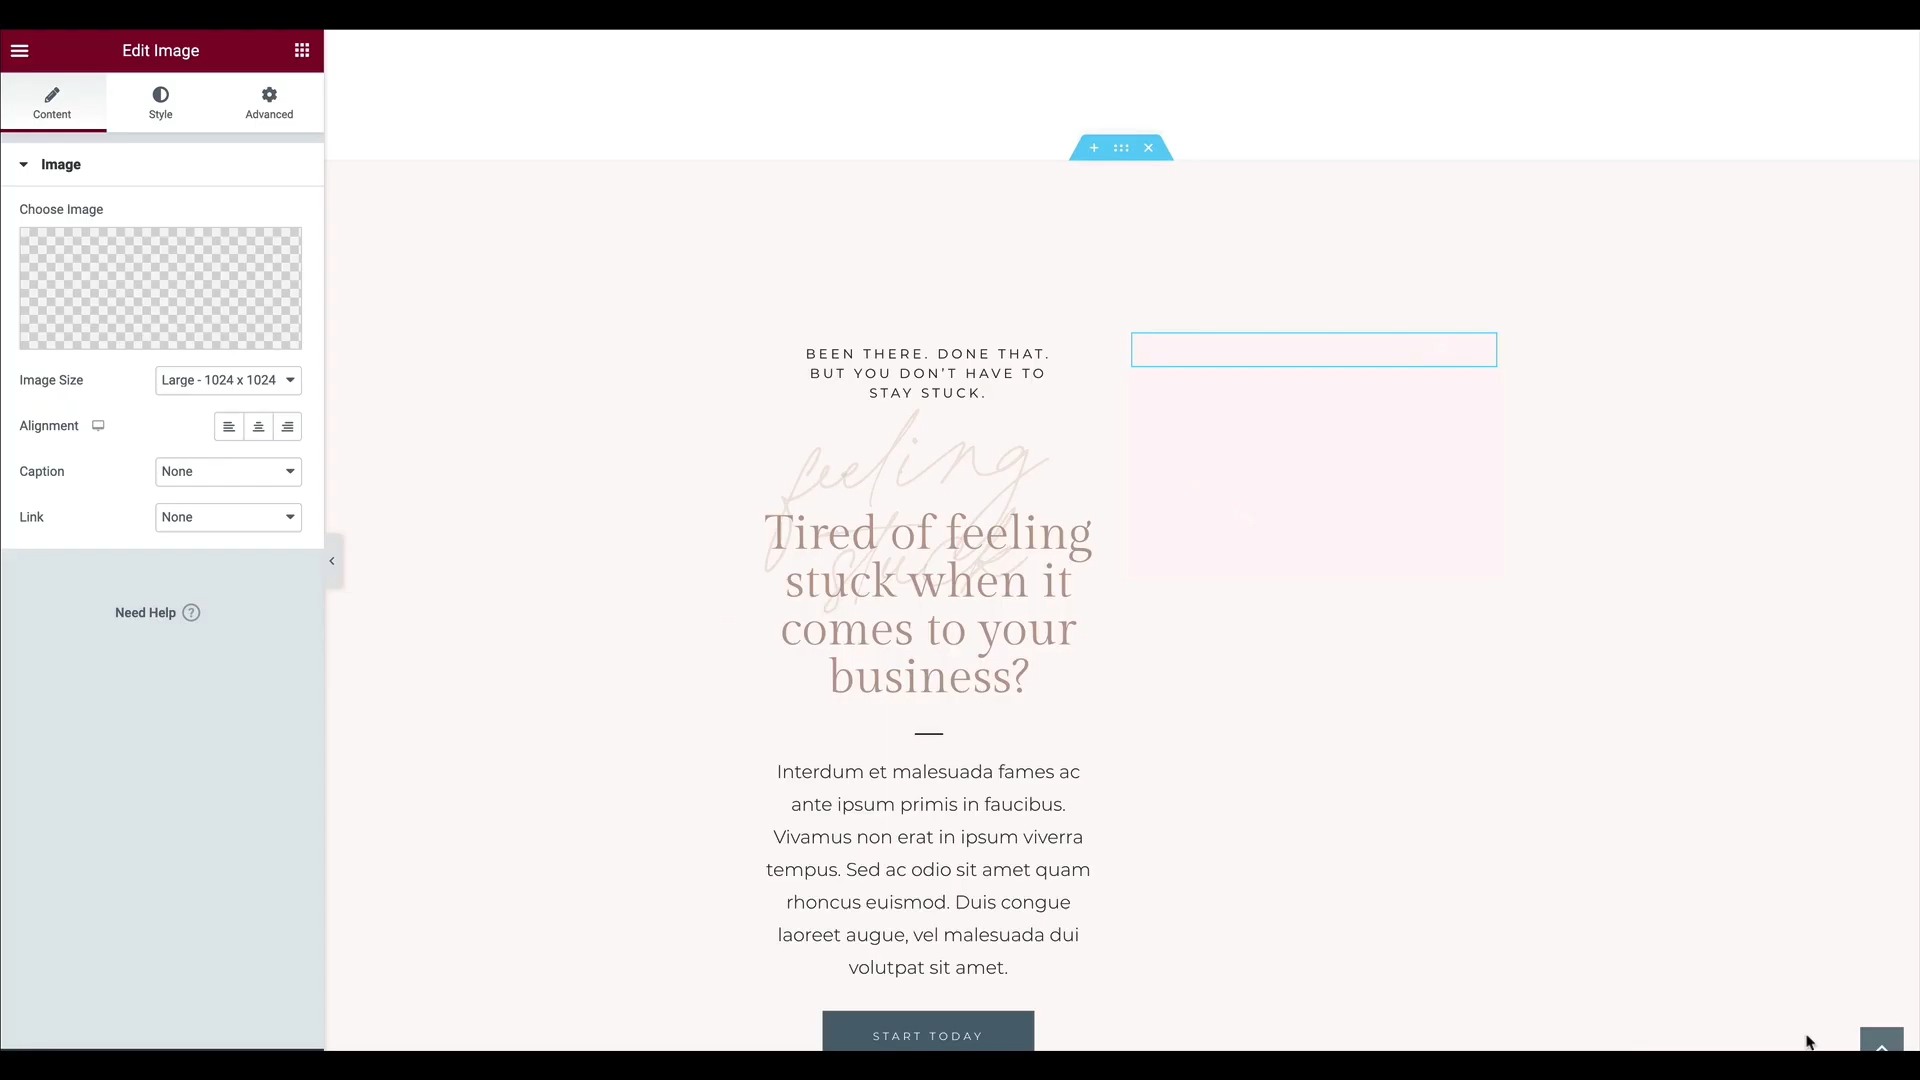 Edit Image
Content
Style
Advanced
Image
Choose Image
Image Size
Large - 1024 x 1024
Alignment
Caption
None
Link
None
Need Help ?
BEEN THERE. DONE THAT.
BUT YOU DON’T HAVE TO
STAY STUCK.
feeling
stuck
Tired of feeling
stuck when it
comes to your
business?
Interdum et malesuada fames ac
ante ipsum primis in faucibus.
Vivamus non erat in ipsum viverra
tempus. Sed ac odio sit amet quam
rhoncus euismod. Duis congue
laoreet augue, vel malesuada dui
volutpat sit amet.
START TODAY